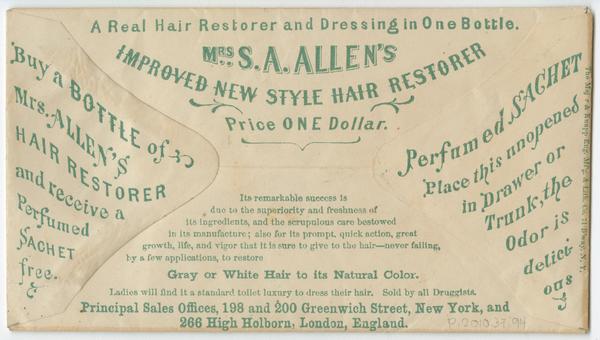 A Real Hair Restorer and Dressing in One Bottle.
MRS. S. A. ALLEN'S
IMPROVED NEW STYLE HAIR RESTORER
Price ONE Dollar.
Buy a BOTTLE of
Mrs. ALLEN'S
HAIR RESTORER
and receive a
Perfumed
SACHET
free.
Perfumed SACHET
Place this unopened
in Drawer or
Trunk, the
Odor is
delici-
ous
Its remarkable success is
due to the superiority and freshness of
its ingredients, and the scrupulous care bestowed
in its manufacture; also for its prompt, quick action, great
growth, life, and vigor that it is sure to give to the hair—never failing,
by a few applications, to restore
Gray or White Hair to its Natural Color.
Ladies will find it a standard toilet luxury to dress their hair. Sold by all Druggists.
Principal Sales Offices, 198 and 200 Greenwich Street, New York, and
266 High Holborn, London, England.
P.2010.37.94